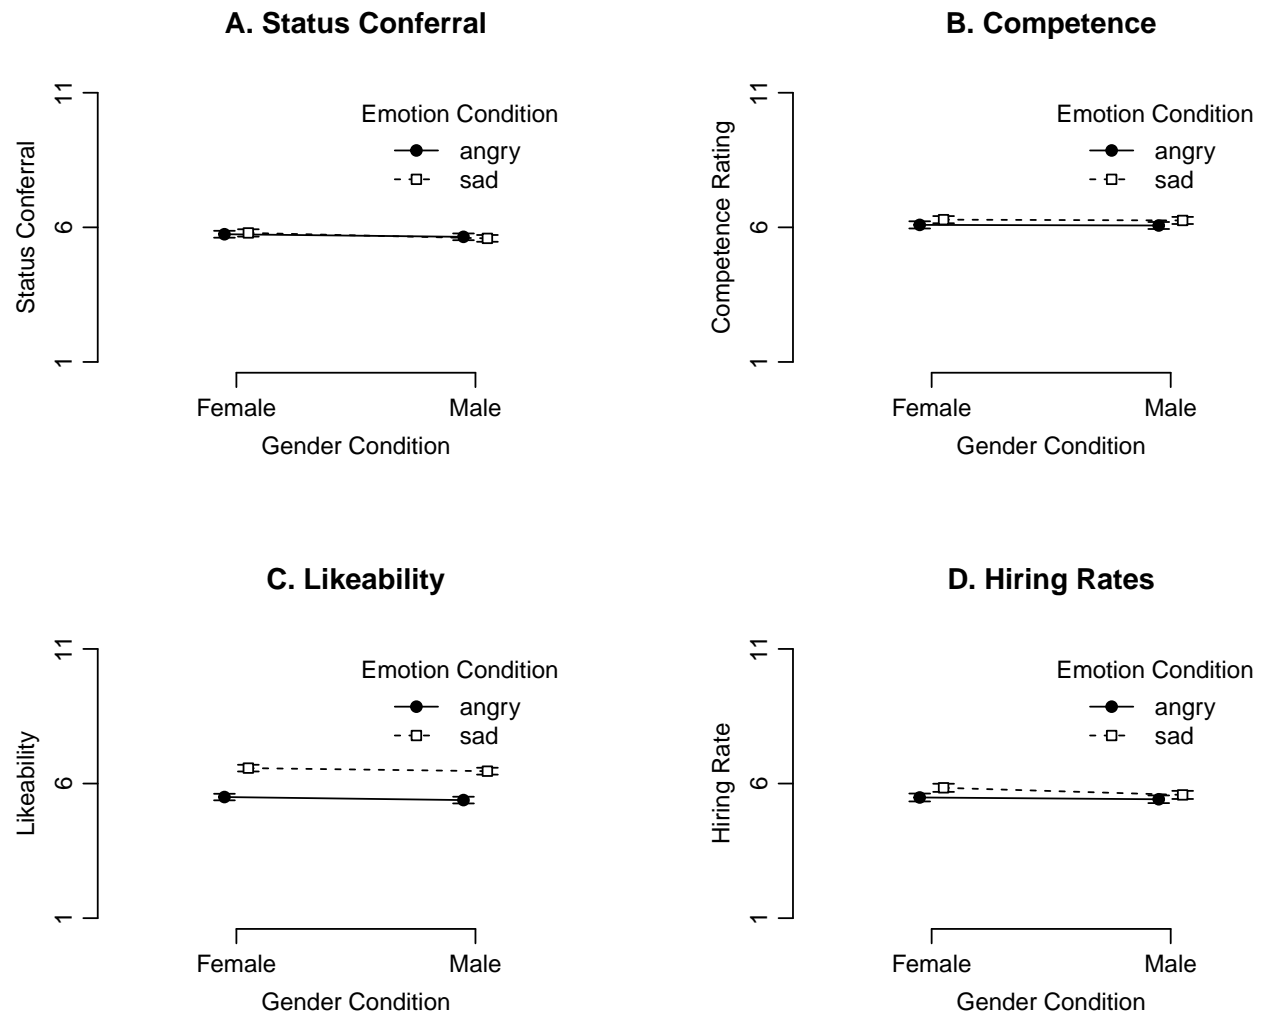 A. Status Conferral
Status Conferral
11
6
1
Emotion Condition
angry
sad
Female
Male
Gender Condition
B. Competence
Competence Rating
11
6
1
Emotion Condition
angry
sad
Female
Male
Gender Condition
C. Likeability
Likeability
11
6
1
Emotion Condition
angry
sad
Female
Male
Gender Condition
D. Hiring Rates
Hiring Rate
11
6
1
Emotion Condition
angry
sad
Female
Male
Gender Condition